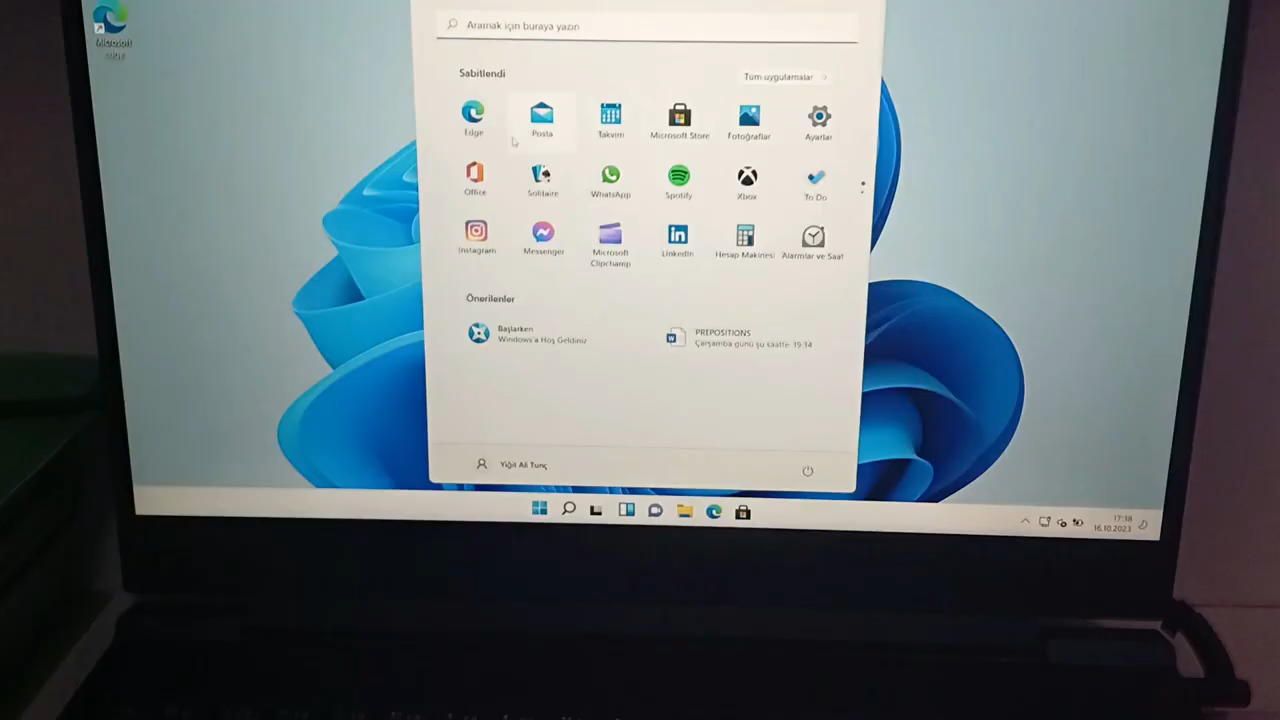 Microsoft
Edge
Aramak için buraya yazın
Sabitlendi
Tüm uygulamalar
Edge
Posta
Takvim
Microsoft Store
Fotoğraflar
Ayarlar
Office
Solitaire
WhatsApp
Spotify
Xbox
To Do
Instagram
Messenger
Microsoft
Clipchamp
LinkedIn
Hesap Makinesi
Alarmlar ve Saat
Önerilenler
Başlarken
Windows'a Hoş Geldiniz
PREPOSITIONS
Çarşamba günü şu saatte: 19:14
Yiğit Ali Tunç
17:18
16.10.2023